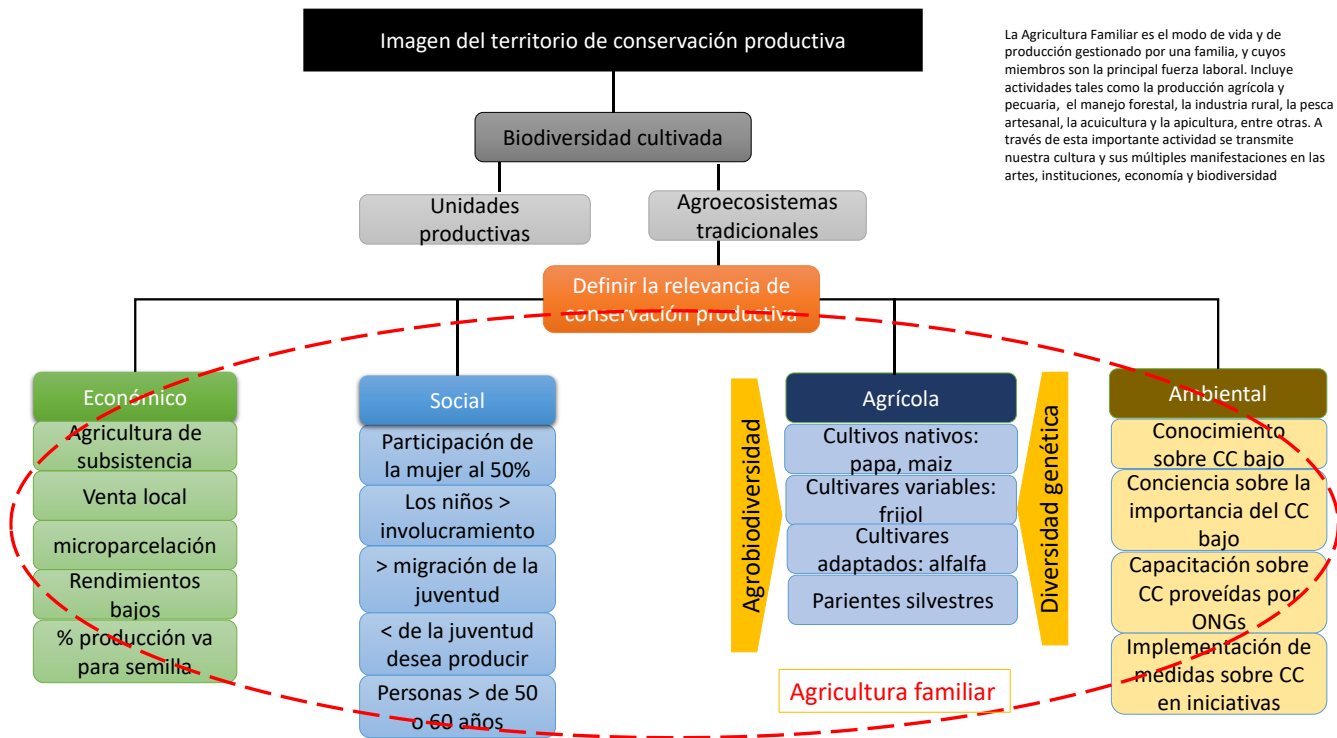 Imagen del territorio de conservación productiva
La Agricultura Familiar es el modo de vida y de
producción gestionado por una familia, y cuyos
miembros son la principal fuerza laboral. Incluye
actividades tales como la producción agrícola y
pecuaria, el manejo forestal, la industria rural, la pesca
artesanal, la acuicultura y la apicultura, entre otras. A
través de esta importante actividad se transmite
nuestra cultura y sus múltiples manifestaciones en las
artes, instituciones, economía y biodiversidad
Biodiversidad cultivada
Unidades
productivas
Agroecosistemas
tradicionales
Definir la relevancia de
conservación productiva
Económico
Agricultura de
subsistencia
Venta local
microparcelación
Rendimientos
bajos
% producción va
para semilla
Social
Participación de
la mujer al 50%
Los niños >
involucramiento
> migración de la
juventud
< de la juventud
desea producir
Personas > de 50
o 60 años
Agrobiodiversidad
Agrícola
Cultivos nativos:
papa, maiz
Cultivares variables:
frijol
Cultivares
adaptados: alfalfa
Parientes silvestres
Diversidad genética
Agricultura familiar
Ambiental
Conocimiento
sobre CC bajo
Conciencia sobre la
importancia del CC
bajo
Capacitación sobre
CC proveídas por
ONGs
Implementación de
medidas sobre CC
en iniciativas